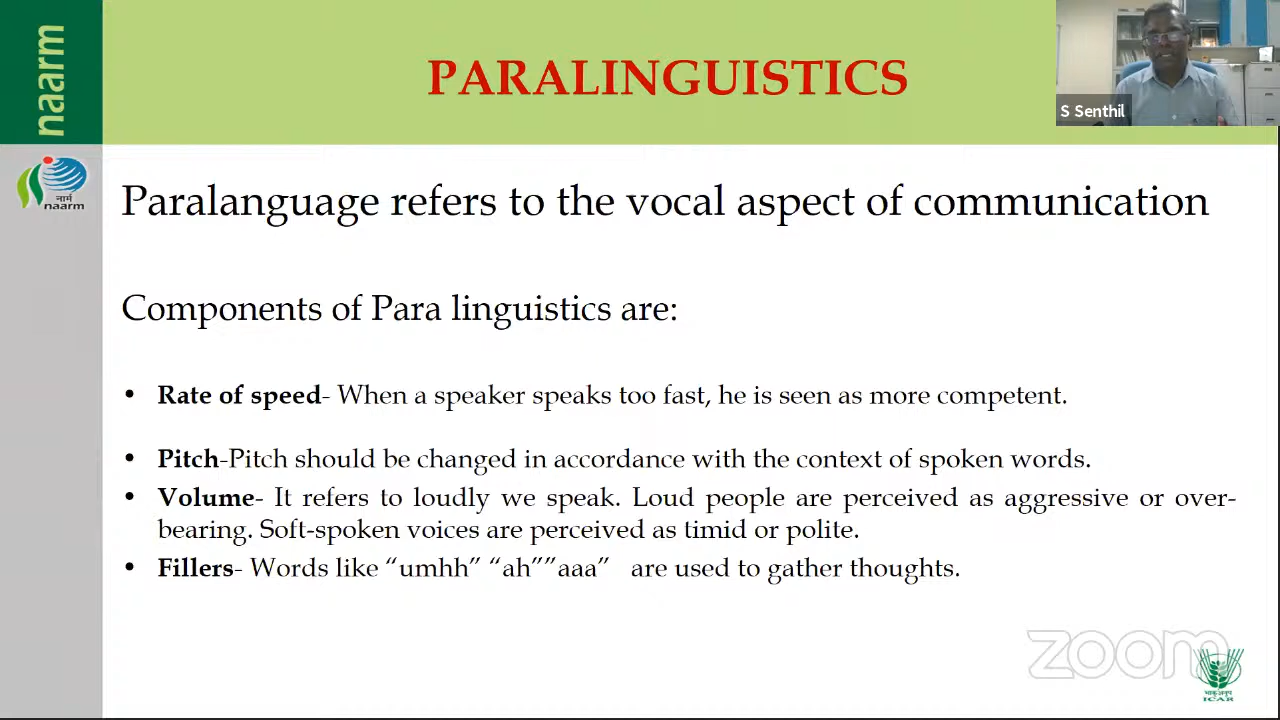 naarm
PARALINGUISTICS
S Senthil
नार्म
naarm
Paralanguage refers to the vocal aspect of communication
Components of Para linguistics are:
• Rate of speed- When a speaker speaks too fast, he is seen as more competent.
• Pitch-Pitch should be changed in accordance with the context of spoken words.
• Volume- It refers to loudly we speak. Loud people are perceived as aggressive or over-
bearing. Soft-spoken voices are perceived as timid or polite.
• Fillers- Words like “umhh” “ah””aaa” are used to gather thoughts.
zoom
भाकृअनुप
ICAR